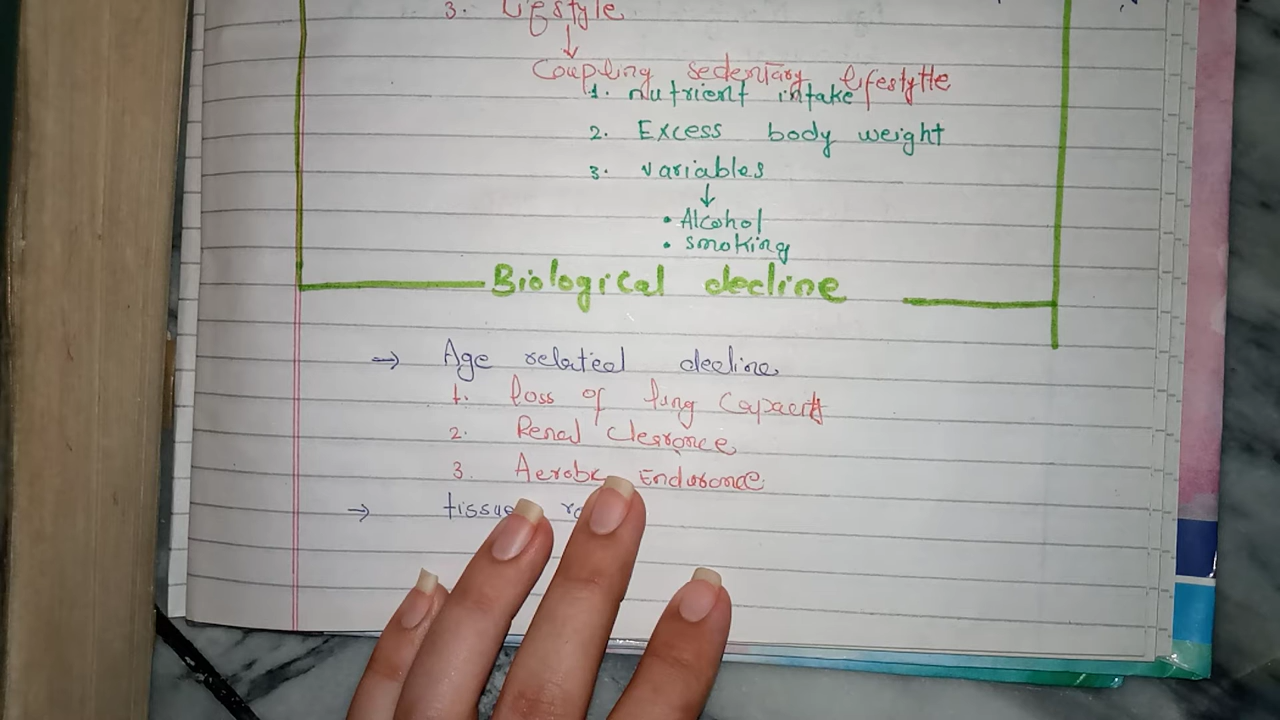 3. Lifestyle
↓
Coupling sedentary lifestytle
1. nutrient intake
2. Excess body weight
3. variables
↓
• Alcohol
• smoking
Biological decline
→ Age related decline
1. loss of lung Capacity
2. Renal Clearance
3. Aerobic Endurance
→ tissue